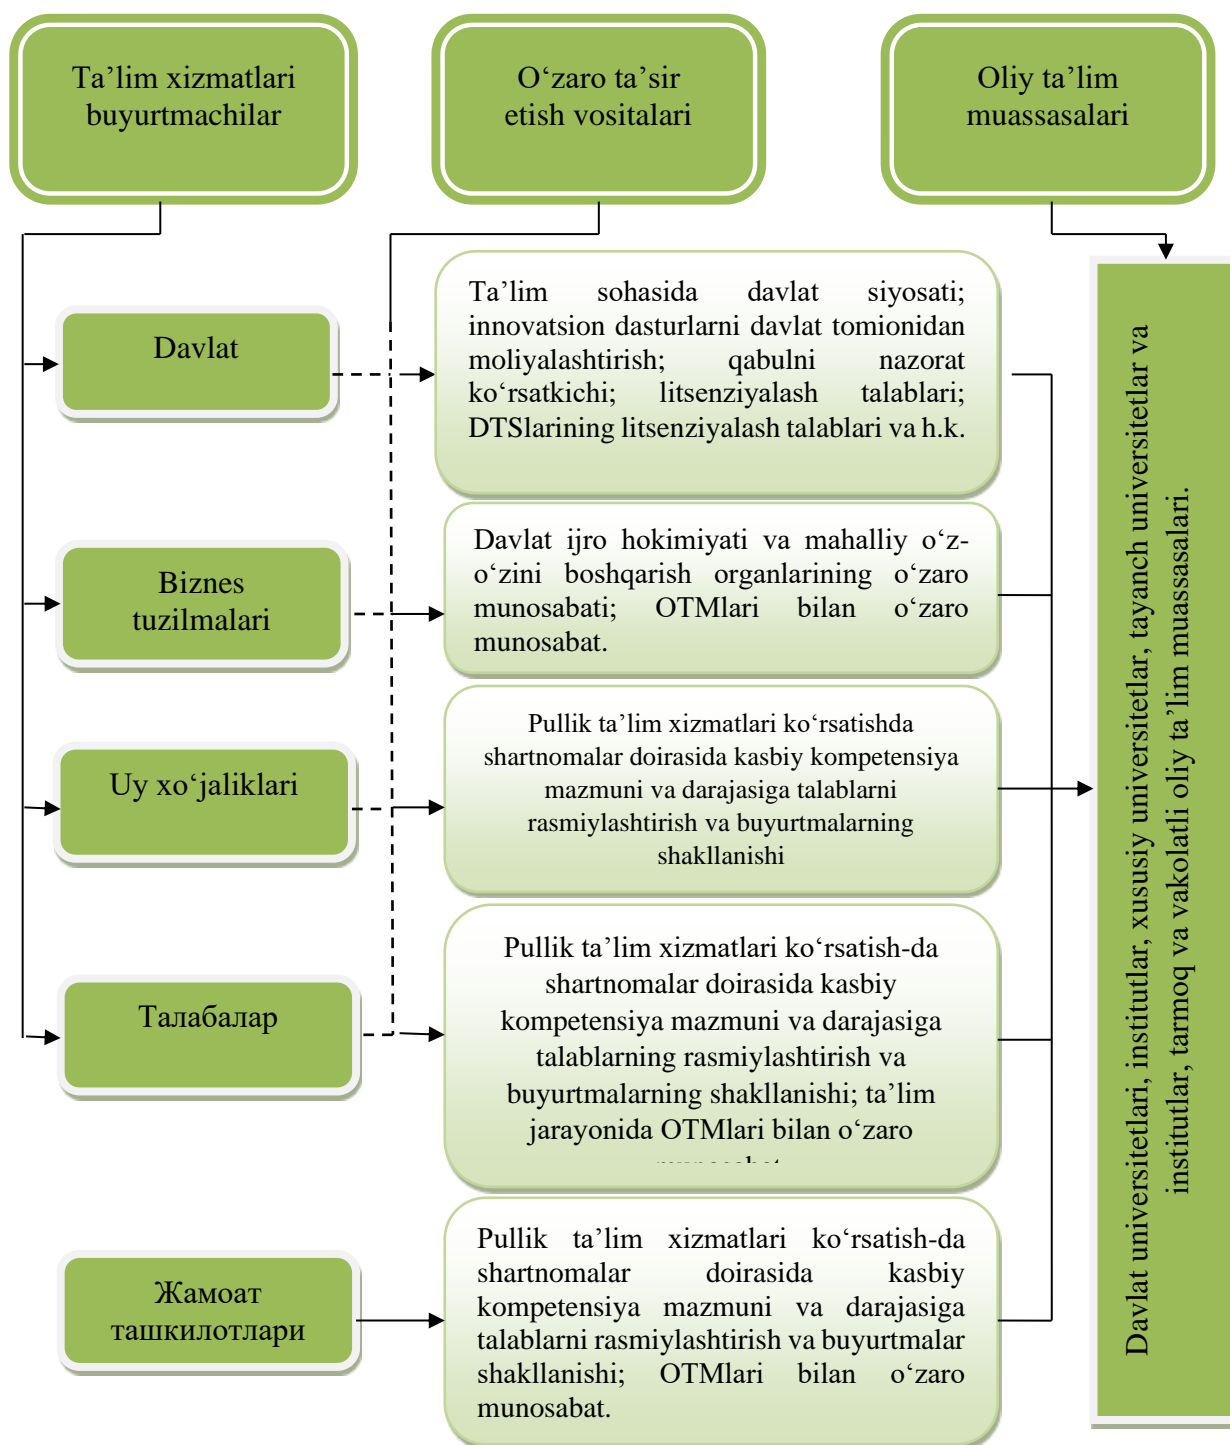 Ta’lim xizmatlari
buyurtmachilar
O‘zaro ta’sir
etish vositalari
Oliy ta’lim
muassasalari
Davlat
Ta’lim sohasida davlat siyosati;
innovatsion dasturlarni davlat tomionidan
moliyalashtirish; qabulni nazorat
ko‘rsatkichi; litsenziyalash talablari;
DTSlarining litsenziyalash talablari va h.k.
Biznes
tuzilmalari
Davlat ijro hokimiyati va mahalliy o‘z-
o‘zini boshqarish organlarining o‘zaro
munosabati; OTMlari bilan o‘zaro
munosabat.
Uy xo‘jaliklari
Pullik ta’lim xizmatlari ko‘rsatishda
shartnomalar doirasida kasbiy kompetensiya
mazmuni va darajasiga talablarni
rasmiylashtirish va buyurtmalarning
shakllanishi
Талабалар
Pullik ta’lim xizmatlari ko‘rsatish-da
shartnomalar doirasida kasbiy
kompetensiya mazmuni va darajasiga
talablarning rasmiylashtirish va
buyurtmalarning shakllanishi; ta’lim
jarayonida OTMlari bilan o‘zaro
Жамоат
ташкилотлари
Pullik ta’lim xizmatlari ko‘rsatish-da
shartnomalar doirasida kasbiy
kompetensiya mazmuni va darajasiga
talablarni rasmiylashtirish va buyurtmalar
shakllanishi; OTMlari bilan o‘zaro
munosabat.
Davlat universitetlari, institutlar, xususiy universitetlar, tayanch universitetlar va
institutlar, tarmoq va vakolatli oliy ta’lim muassasalari.